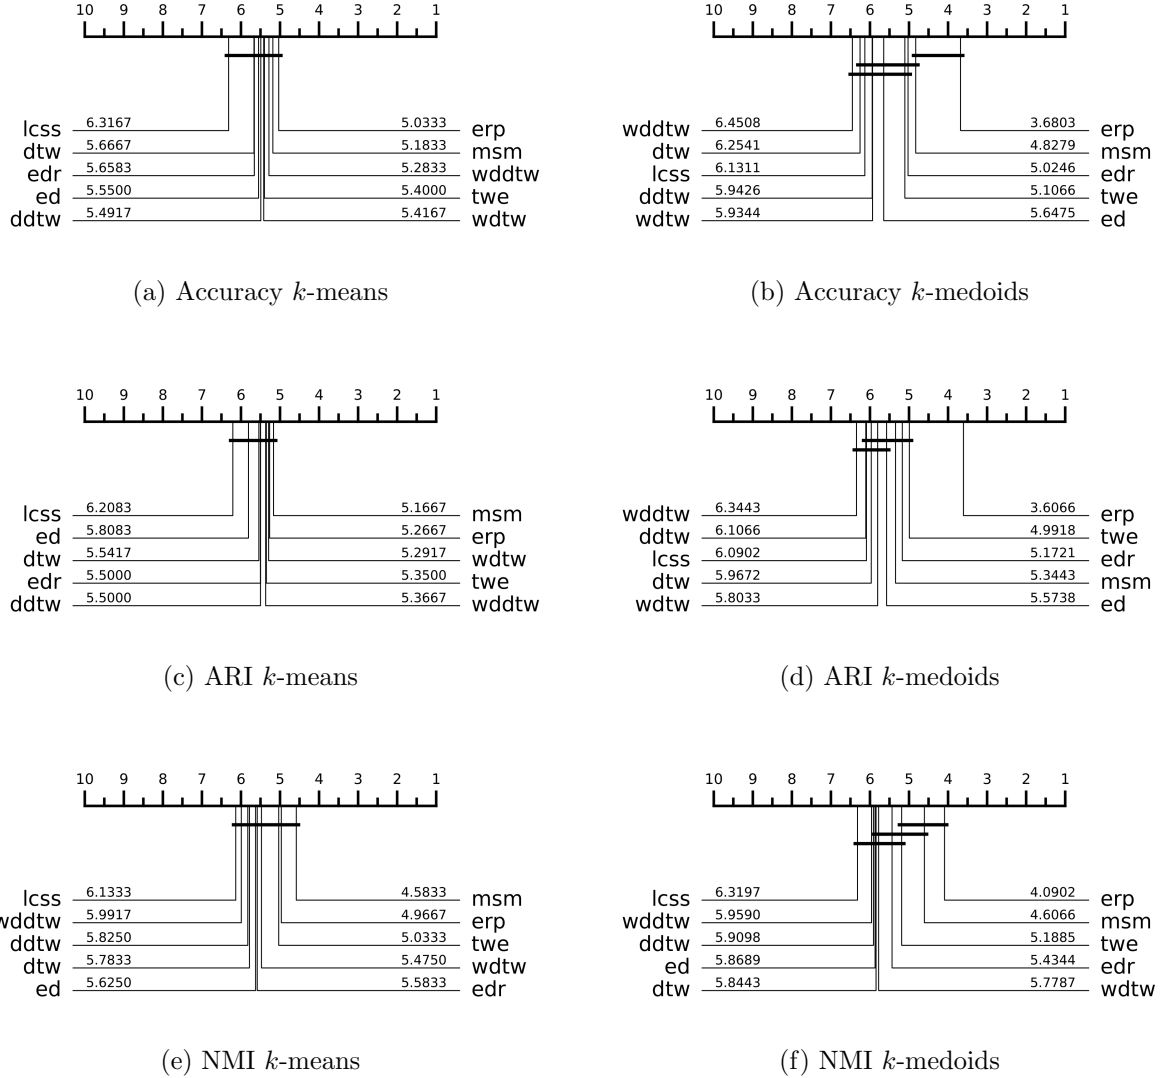 10 9 8 7 6 5 4 3 2 1
lcss 6.3167 5.0333 erp
dtw 5.6667 5.1833 msm
edr 5.6583 5.2833 wddtw
ed 5.5500 5.4000 twe
ddtw 5.4917 5.4167 wdtw
(a) Accuracy k-means
10 9 8 7 6 5 4 3 2 1
wddtw 6.4508 3.6803 erp
dtw 6.2541 4.8279 msm
lcss 6.1311 5.0246 edr
ddtw 5.9426 5.1066 twe
wdtw 5.9344 5.6475 ed
(b) Accuracy k-medoids
10 9 8 7 6 5 4 3 2 1
lcss 6.2083 5.1667 msm
ed 5.8083 5.2667 erp
dtw 5.5417 5.2917 wdtw
edr 5.5000 5.3500 twe
ddtw 5.5000 5.3667 wddtw
(c) ARI k-means
10 9 8 7 6 5 4 3 2 1
wddtw 6.3443 3.6066 erp
ddtw 6.1066 4.9918 twe
lcss 6.0902 5.1721 edr
dtw 5.9672 5.3443 msm
wdtw 5.8033 5.5738 ed
(d) ARI k-medoids
10 9 8 7 6 5 4 3 2 1
lcss 6.1333 4.5833 msm
wddtw 5.9917 4.9667 erp
ddtw 5.8250 5.0333 twe
dtw 5.7833 5.4750 wdtw
ed 5.6250 5.5833 edr
(e) NMI k-means
10 9 8 7 6 5 4 3 2 1
lcss 6.3197 4.0902 erp
wddtw 5.9590 4.6066 msm
ddtw 5.9098 5.1885 twe
ed 5.8689 5.4344 edr
dtw 5.8443 5.7787 wdtw
(f) NMI k-medoids